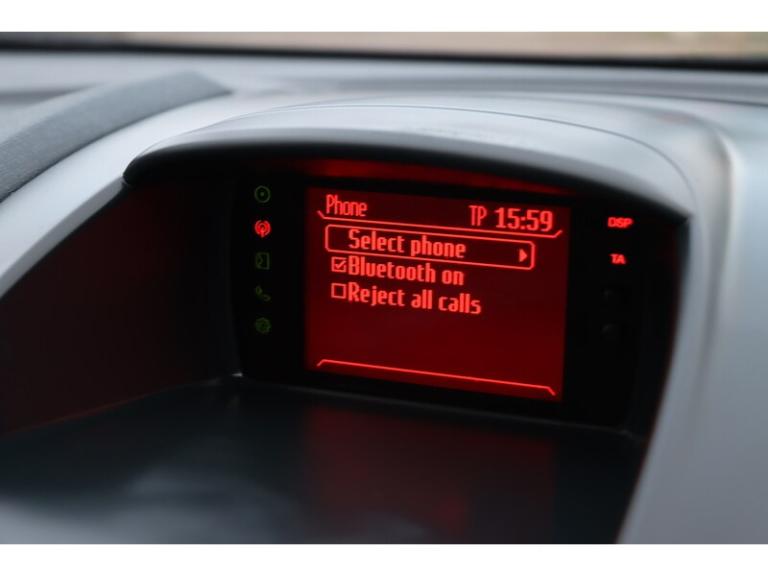 Phone TP 15:59
Select phone
Bluetooth on
Reject all calls
DSP
TA